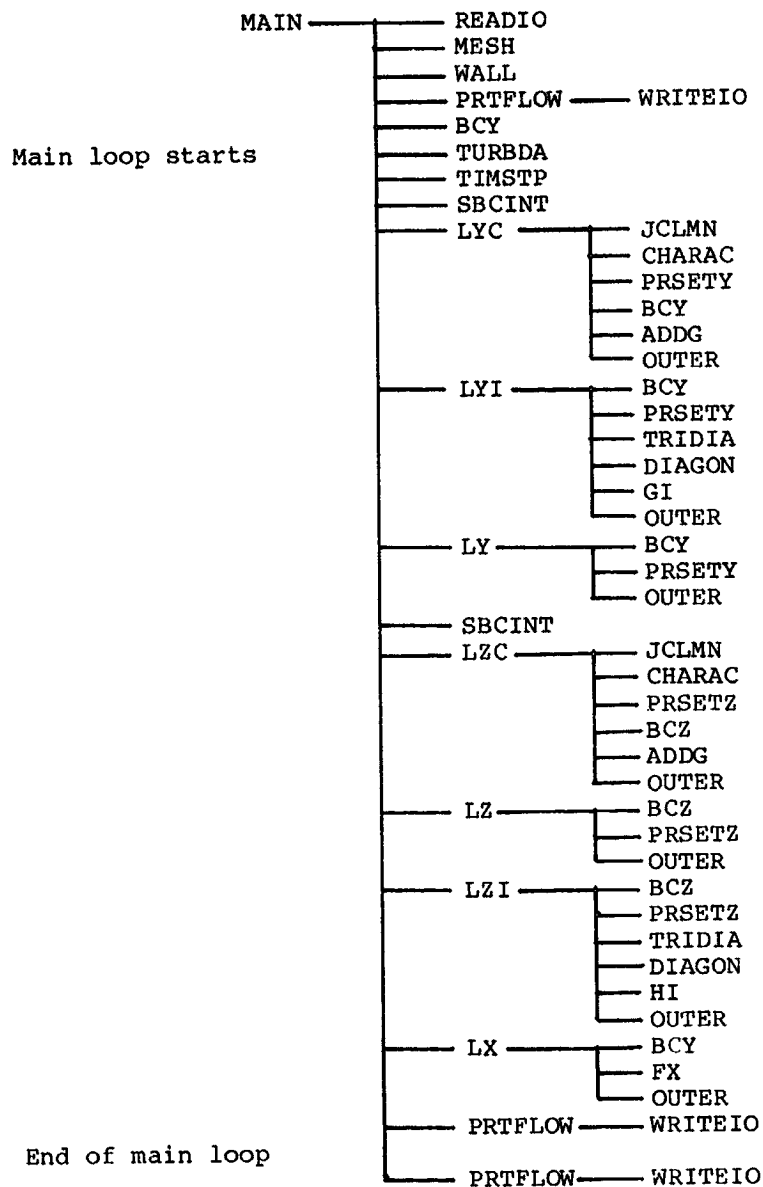 MAIN READIO
MESH
WALL
PRTFLOW WRITEIO
BCY
Main loop starts TURBDA
TIMSTP
SBCINT
LYC JCLMN
CHARAC
PRSETY
BCY
ADDG
OUTER
LYI BCY
PRSETY
TRIDIA
DIAGON
GI
OUTER
LY BCY
PRSETY
OUTER
SBCINT
LZC JCLMN
CHARAC
PRSETZ
BCZ
ADDG
OUTER
LZ BCZ
PRSETZ
OUTER
LZI BCZ
PRSETZ
TRIDIA
DIAGON
HI
OUTER
LX BCY
FX
OUTER
PRTFLOW WRITEIO
End of main loop
PRTFLOW WRITEIO